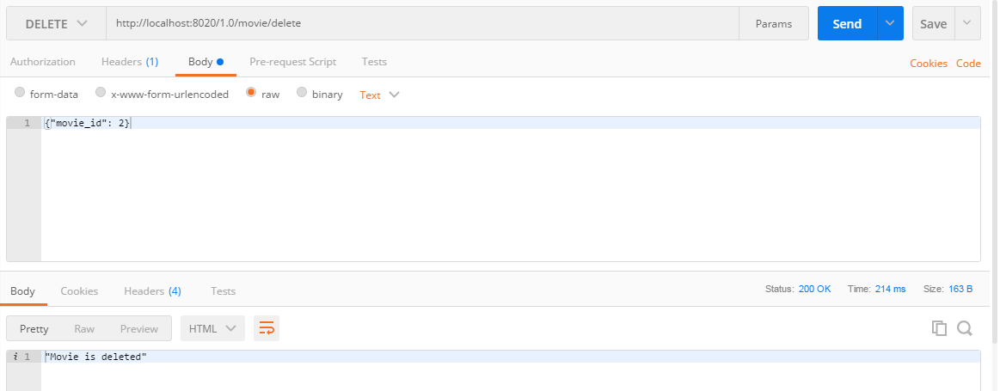 DELETE http://localhost:8020/1.0/movie/delete Params Send Save
Authorization Headers (1) Body Pre-request Script Tests Cookies Code
form-data x-www-form-urlencoded raw binary Text
1 {"movie_id": 2}
Body Cookies Headers (4) Tests Status: 200 OK Time: 214 ms Size: 163 B
Pretty Raw Preview HTML
i 1 "Movie is deleted"